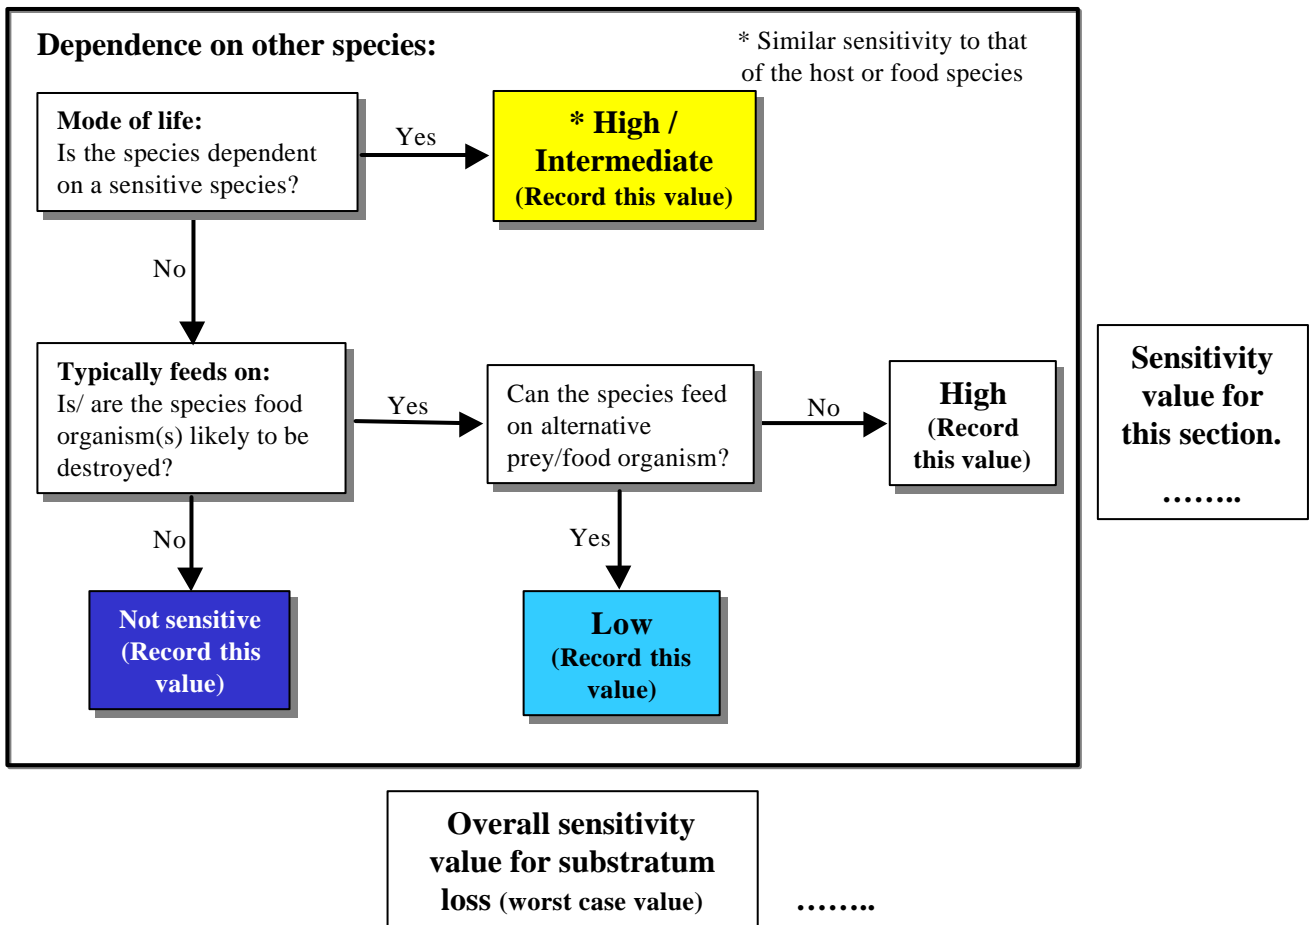 Dependence on other species:
* Similar sensitivity to that
of the host or food species
Mode of life:
Is the species dependent
on a sensitive species?
Yes
* High /
Intermediate
(Record this value)
No
Typically feeds on:
Is/ are the species food
organism(s) likely to be
destroyed?
Yes
Can the species feed
on alternative
prey/food organism?
No
High
(Record
this value)
Sensitivity
value for
this section.
……..
No
Yes
Not sensitive
(Record this
value)
Low
(Record this
value)
Overall sensitivity
value for substratum
loss (worst case value)
……..